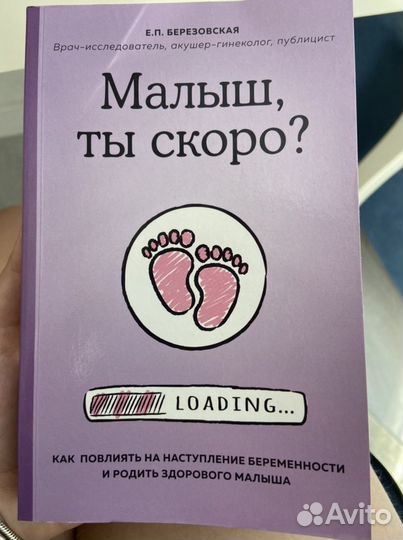 Е.П. БЕРЕЗОВСКАЯ
Врач-исследователь, акушер-гинеколог, публицист
Малыш,
ты скоро?
LOADING...
КАК ПОВЛИЯТЬ НА НАСТУПЛЕНИЕ БЕРЕМЕННОСТИ
И РОДИТЬ ЗДОРОВОГО МАЛЫША
Avito